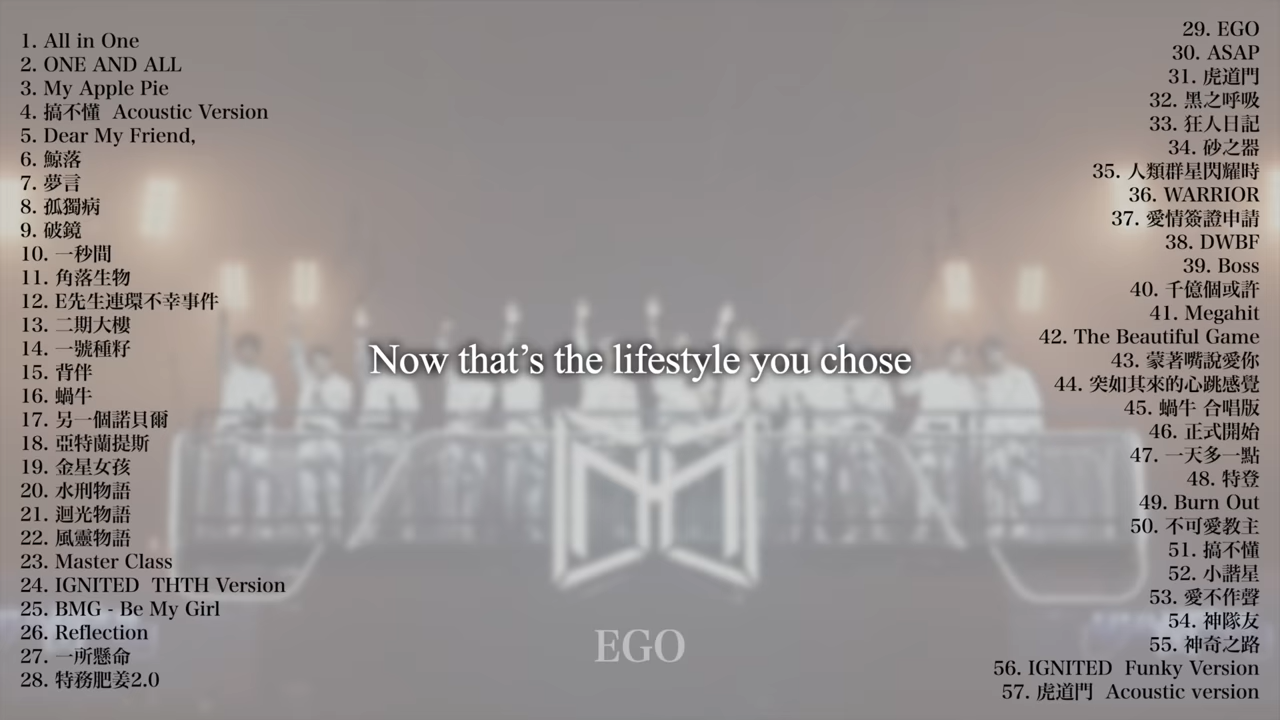 1. All in One
2. ONE AND ALL
3. My Apple Pie
4. 搞不懂 Acoustic Version
5. Dear My Friend,
6. 鯨落
7. 夢言
8. 孤獨病
9. 破鏡
10. 一秒間
11. 角落生物
12. E先生連環不幸事件
13. 二期大樓
14. 一號種籽
15. 背伴
16. 蝸牛
17. 另一個諾貝爾
18. 亞特蘭提斯
19. 金星女孩
20. 水刑物語
21. 迴光物語
22. 風靈物語
23. Master Class
24. IGNITED THTH Version
25. BMG - Be My Girl
26. Reflection
27. 一所懸命
28. 特務肥姜2.0
Now that’s the lifestyle you chose
EGO
29. EGO
30. ASAP
31. 虎道門
32. 黑之呼吸
33. 狂人日記
34. 砂之器
35. 人類群星閃耀時
36. WARRIOR
37. 愛情簽證申請
38. DWBF
39. Boss
40. 千億個或許
41. Megahit
42. The Beautiful Game
43. 蒙著嘴說愛你
44. 突如其來的心跳感覺
45. 蝸牛 合唱版
46. 正式開始
47. 一天多一點
48. 特登
49. Burn Out
50. 不可愛教主
51. 搞不懂
52. 小諧星
53. 愛不作聲
54. 神隊友
55. 神奇之路
56. IGNITED Funky Version
57. 虎道門 Acoustic version